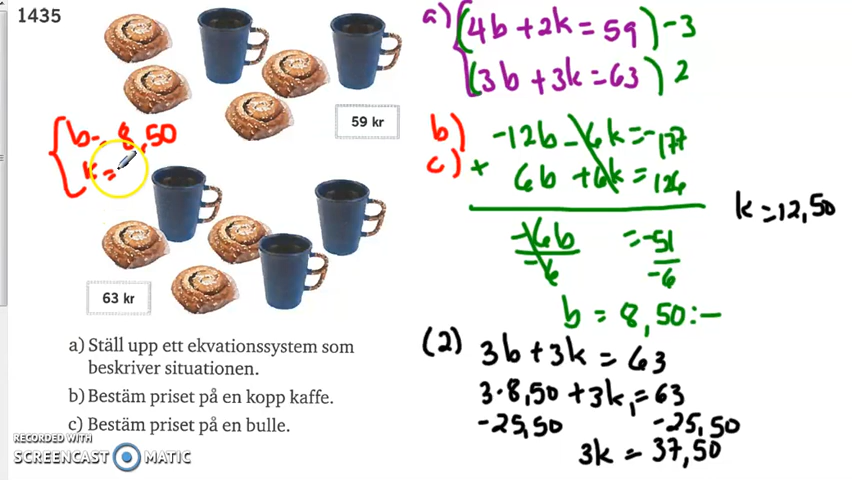 1435
59 kr
b = 8,50
k =
63 kr
a) Ställ upp ett ekvationssystem som
beskriver situationen.
b) Bestäm priset på en kopp kaffe.
c) Bestäm priset på en bulle.
RECORDED WITH
SCREENCAST MATIC
a) (4b + 2k = 59) -3
(3b + 3k = 63) 2
b) -12b - 6k = -177
c) + 6b + 6k = 126
-6b = -51
-6 -6
b = 8,50:-
k = 12,50
(2) 3b + 3k = 63
3·8,50 + 3k = 63
-25,50 -25,50
3k = 37,50